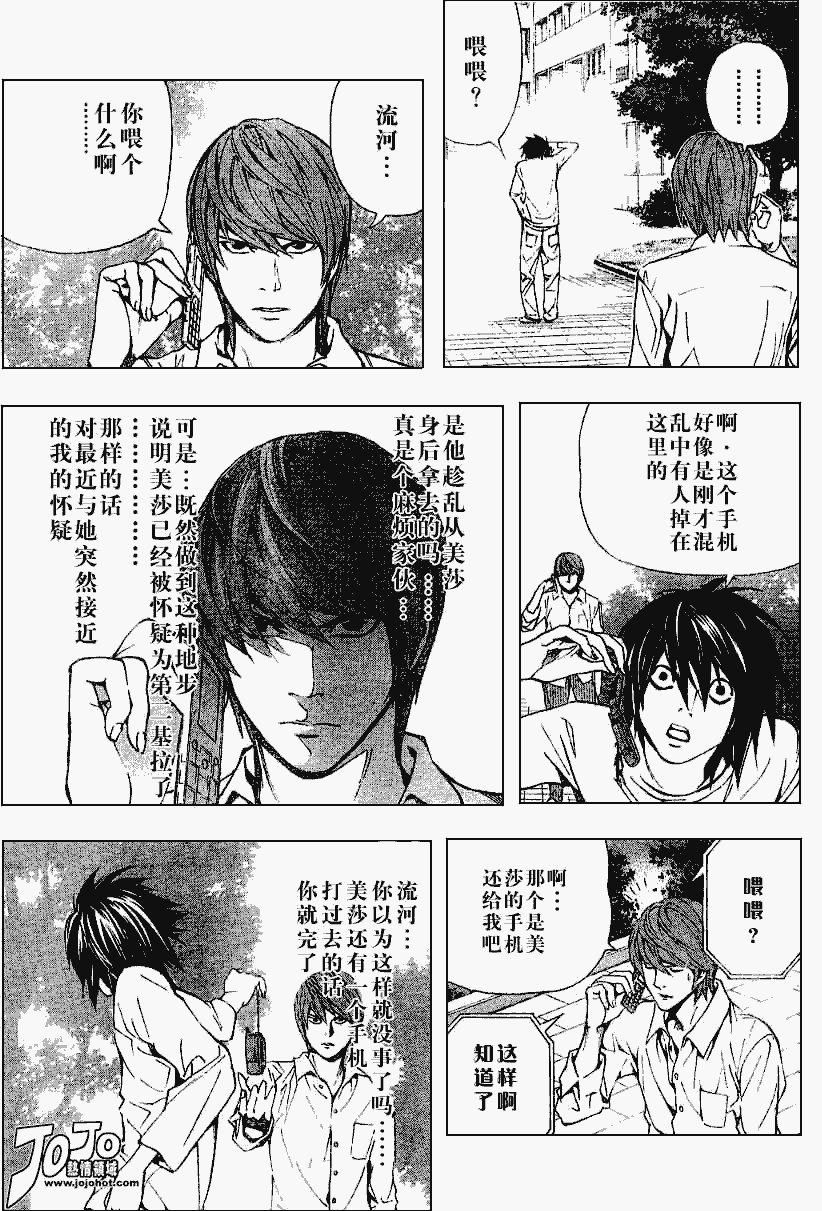 …………
喂
喂
？
流河…
你喂个
什么啊
………
啊·这个手机
好像是刚才混
乱中有人掉在
这里的
是他趁乱从美莎
身后拿去的吗……
真是个麻烦家伙…
可是…既然做到这种地步
说明美莎已经被怀疑为第二基拉了
………………
那样的话
对最近与她突然接近
的我的怀疑
喂
喂
？
啊…
那个是美
莎的手机
还给我吧
这样啊
知道了
流河…
你以为这样就没事了吗……
美莎还有一个手机
打过去的话
你就完了
JOJO
热情领域
www.jojohot.com